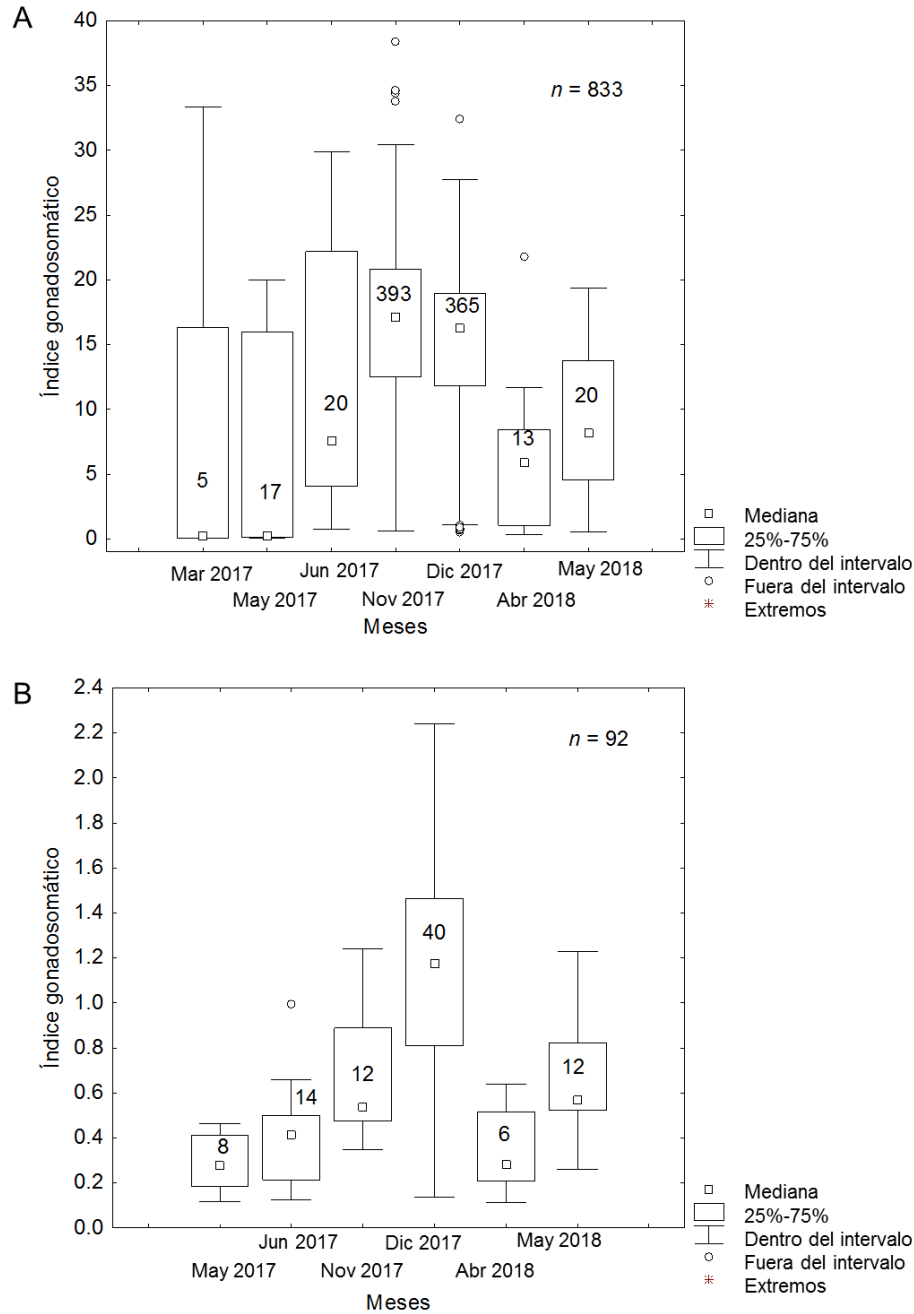 A
40
35
30
25
20
15
10
5
0
Índice gonadosomático
n = 833
5
17
20
393
365
13
20
Mar 2017
May 2017
Jun 2017
Nov 2017
Dic 2017
Abr 2018
May 2018
Meses
Mediana
25%-75%
Dentro del intervalo
Fuera del intervalo
Extremos
B
2.4
2.2
2.0
1.8
1.6
1.4
1.2
1.0
0.8
0.6
0.4
0.2
0.0
Índice gonadosomático
n = 92
8
14
12
40
6
12
May 2017
Jun 2017
Nov 2017
Dic 2017
Abr 2018
May 2018
Meses
Mediana
25%-75%
Dentro del intervalo
Fuera del intervalo
Extremos